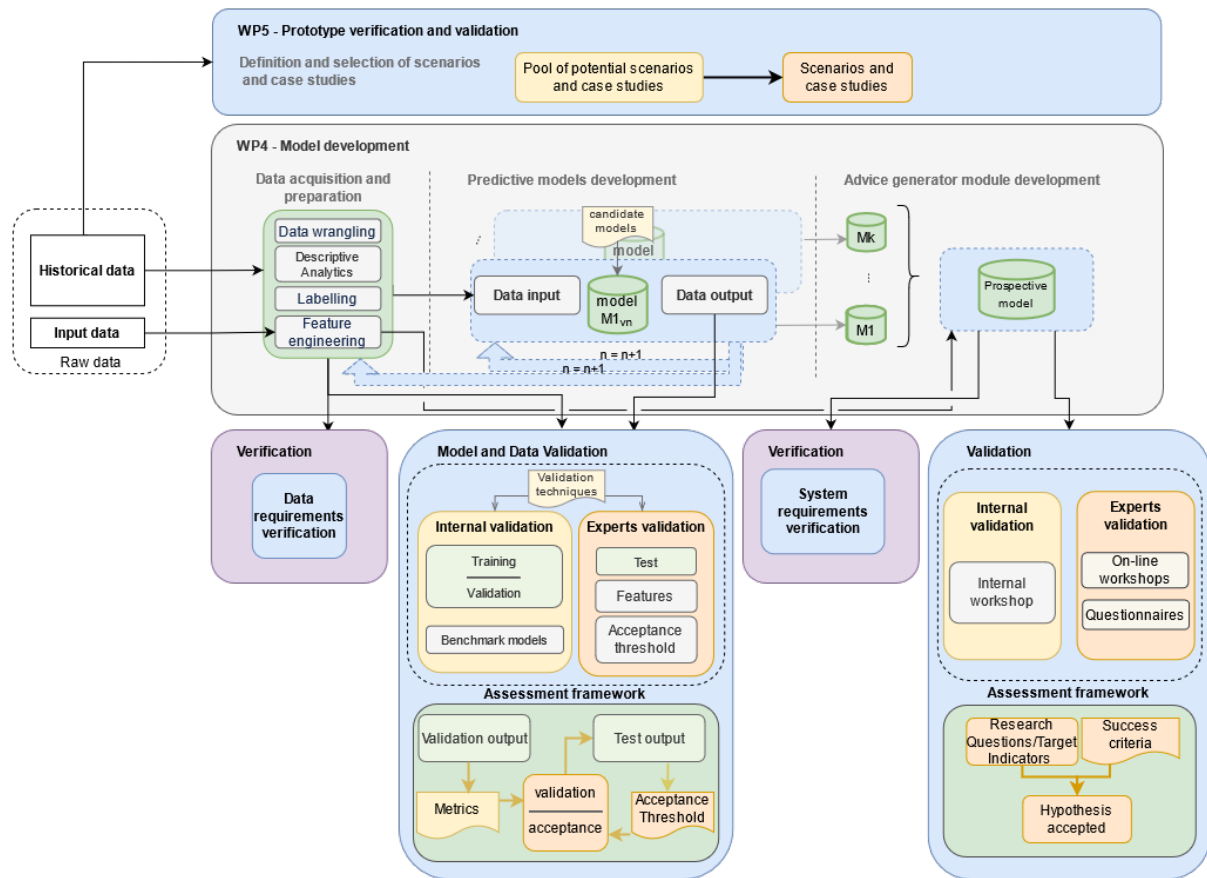 WP5 - Prototype verification and validation
Definition and selection of scenarios
and case studies
Pool of potential scenarios
and case studies
Scenarios and
case studies
WP4 - Model development
Data acquisition and
preparation
Predictive models development
Advice generator module development
Historical data
Input data
Raw data
Data wrangling
Descriptive
Analytics
Labelling
Feature
engineering
candidate
models
model
Data input
model
M1vn
Data output
n = n+1
n = n+1
Mk
M1
Prospective
model
Verification
Data
requirements
verification
Model and Data Validation
Validation
techniques
Internal validation
Training
Validation
Benchmark models
Experts validation
Test
Features
Acceptance
threshold
Assessment framework
Validation output
Test output
Metrics
validation
acceptance
Acceptance
Threshold
Verification
System
requirements
verification
Validation
Internal
validation
Internal
workshop
Experts
validation
On-line
workshops
Questionnaires
Assessment framework
Research
Questions/Target
Indicators
Success
criteria
Hypothesis
accepted